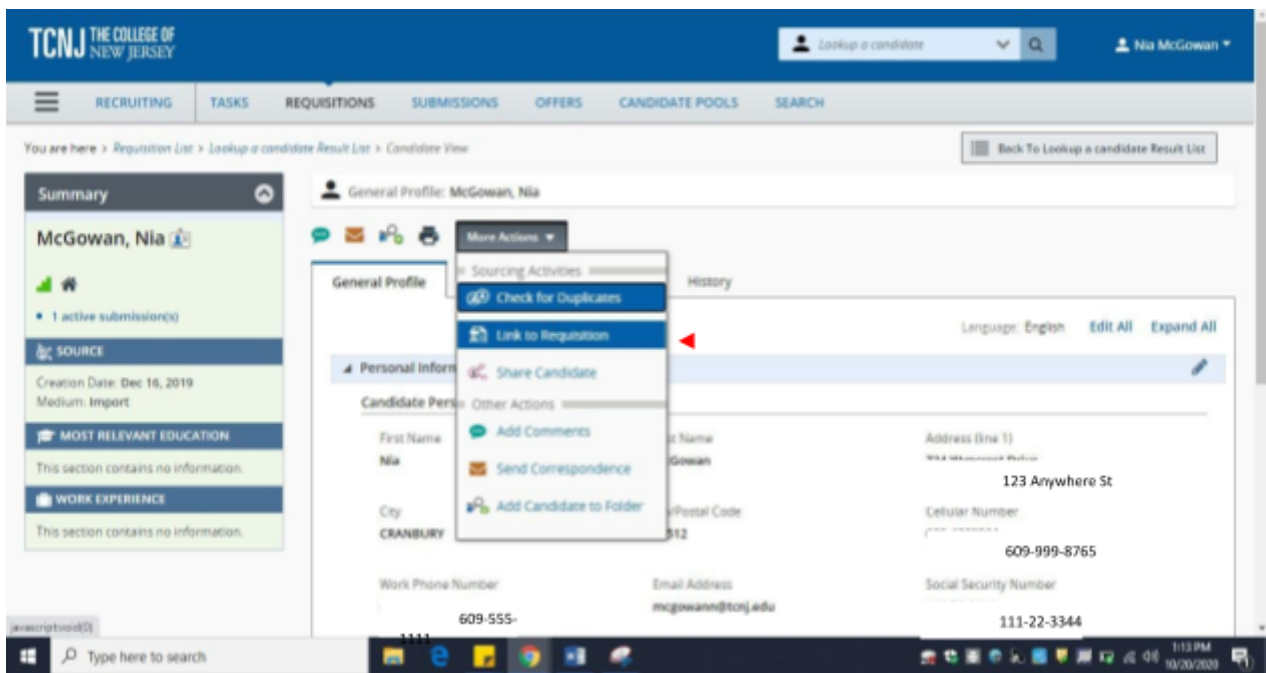 TCNJ THE COLLEGE OF
NEW JERSEY
Lookup a candidate
Nia McGowan
RECRUITING TASKS REQUISITIONS SUBMISSIONS OFFERS CANDIDATE POOLS SEARCH
You are here > Requisition List > Lookup a candidate Result List > Candidate View
Back To Lookup a candidate Result List
Summary
General Profile: McGowan, Nia
McGowan, Nia
More Actions
Sourcing Activities
General Profile
History
Check for Duplicates
1 active submission(s)
Link to Requisition
Language: English Edit All Expand All
SOURCE
Personal Inform
Share Candidate
Creation Date: Dec 16, 2019
Medium: Import
Candidate Pers
Other Actions
MOST RELEVANT EDUCATION
First Name
Add Comments
t Name
Address (line 1)
Nia
Gowan
This section contains no information.
Send Correspondence
123 Anywhere St
WORK EXPERIENCE
Add Candidate to Folder
City
/Postal Code
Cellular Number
This section contains no information.
CRANBURY
512
609-999-8765
Work Phone Number
Email Address
Social Security Number
mcgowann@tcnj.edu
609-555-
1111
111-22-3344
javascript:void(0)
Type here to search
1:13 PM
10/20/2020